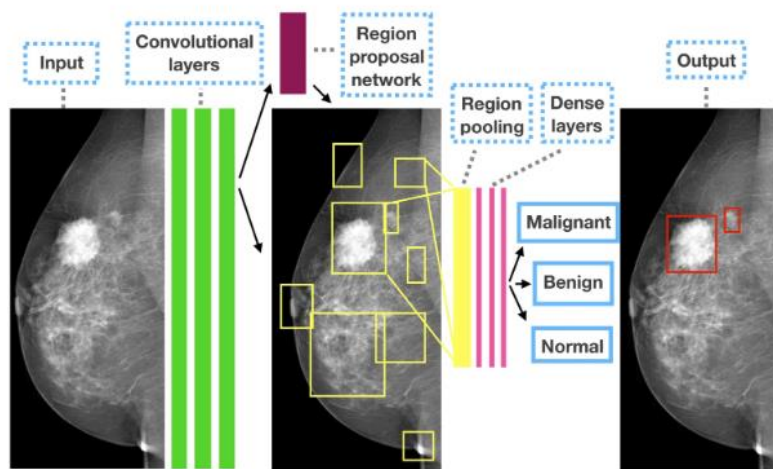 Input
Convolutional
layers
Region
proposal
network
Region
pooling
Dense
layers
Output
Malignant
Benign
Normal